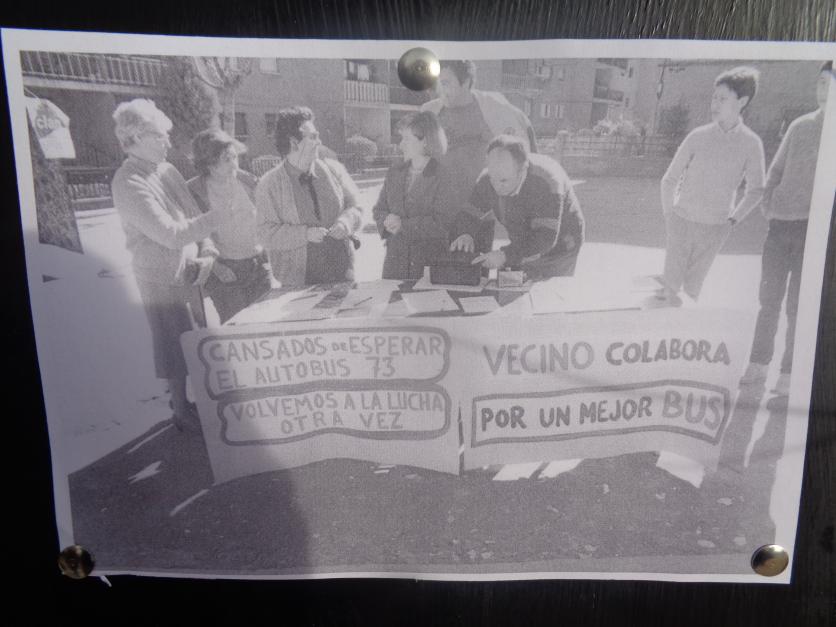 CANSADOS DE ESPERAR
EL AUTOBUS 73
VOLVEMOS A LA LUCHA
OTRA VEZ
VECINO COLABORA
POR UN MEJOR BUS